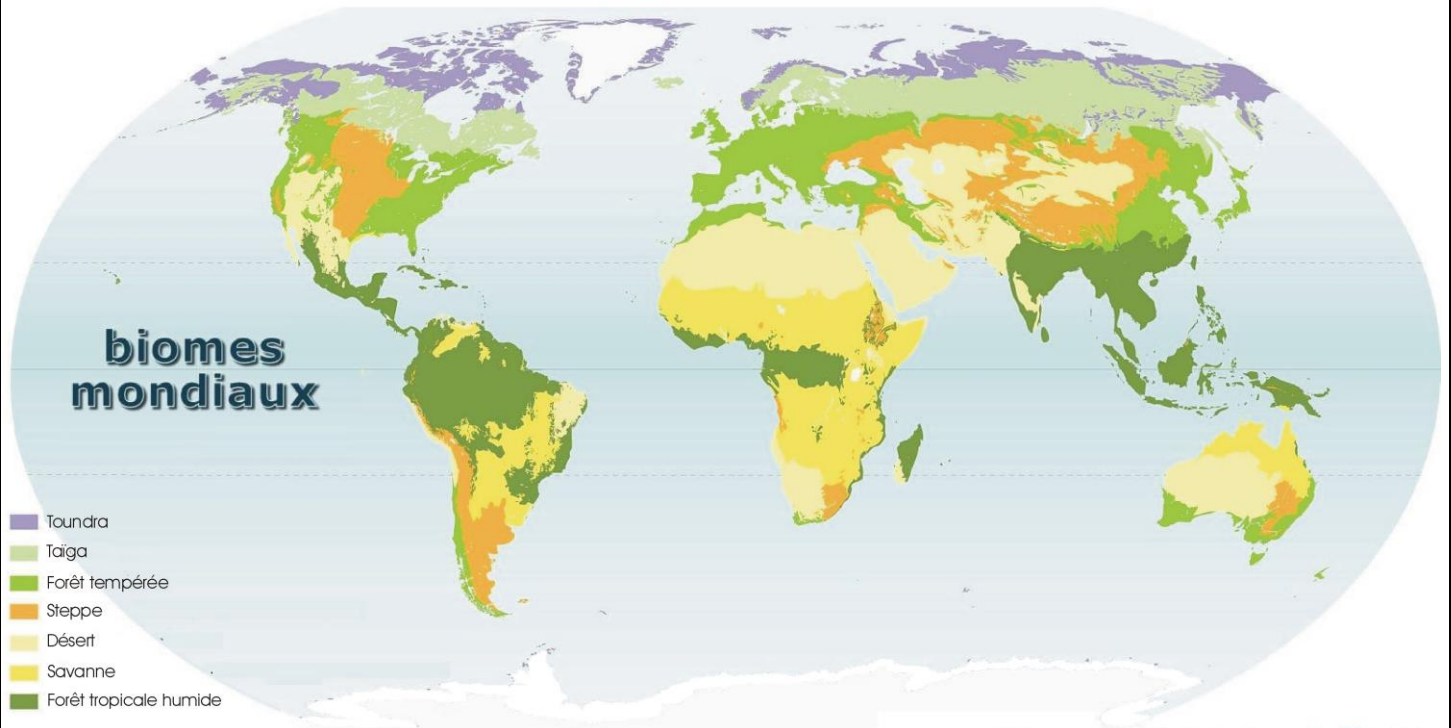 biomes
mondiaux
Toundra
Taïga
Forêt tempérée
Steppe
Désert
Savanne
Forêt tropicale humide